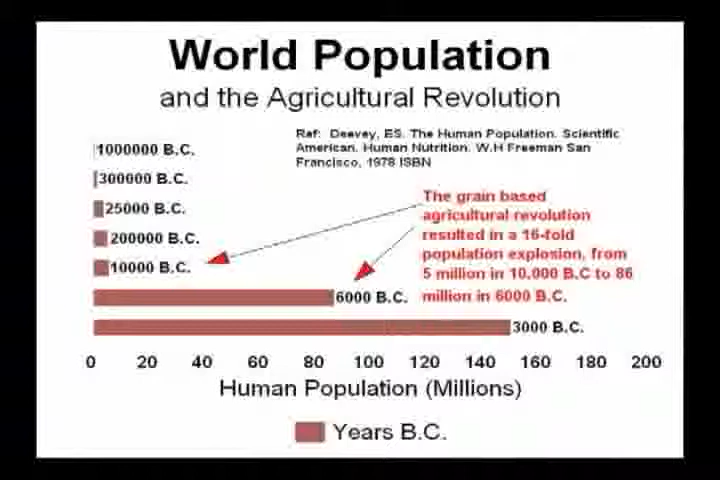 World Population
and the Agricultural Revolution
Ref: Deevey, ES. The Human Population. Scientific
American. Human Nutrition. W.H Freeman San
Francisco, 1978 ISBN
1000000 B.C.
300000 B.C.
25000 B.C.
200000 B.C.
10000 B.C.
6000 B.C.
3000 B.C.
The grain based
agricultural revolution
resulted in a 16-fold
population explosion, from
5 million in 10,000 B.C to 86
million in 6000 B.C.
0 20 40 60 80 100 120 140 160 180 200
Human Population (Millions)
Years B.C.